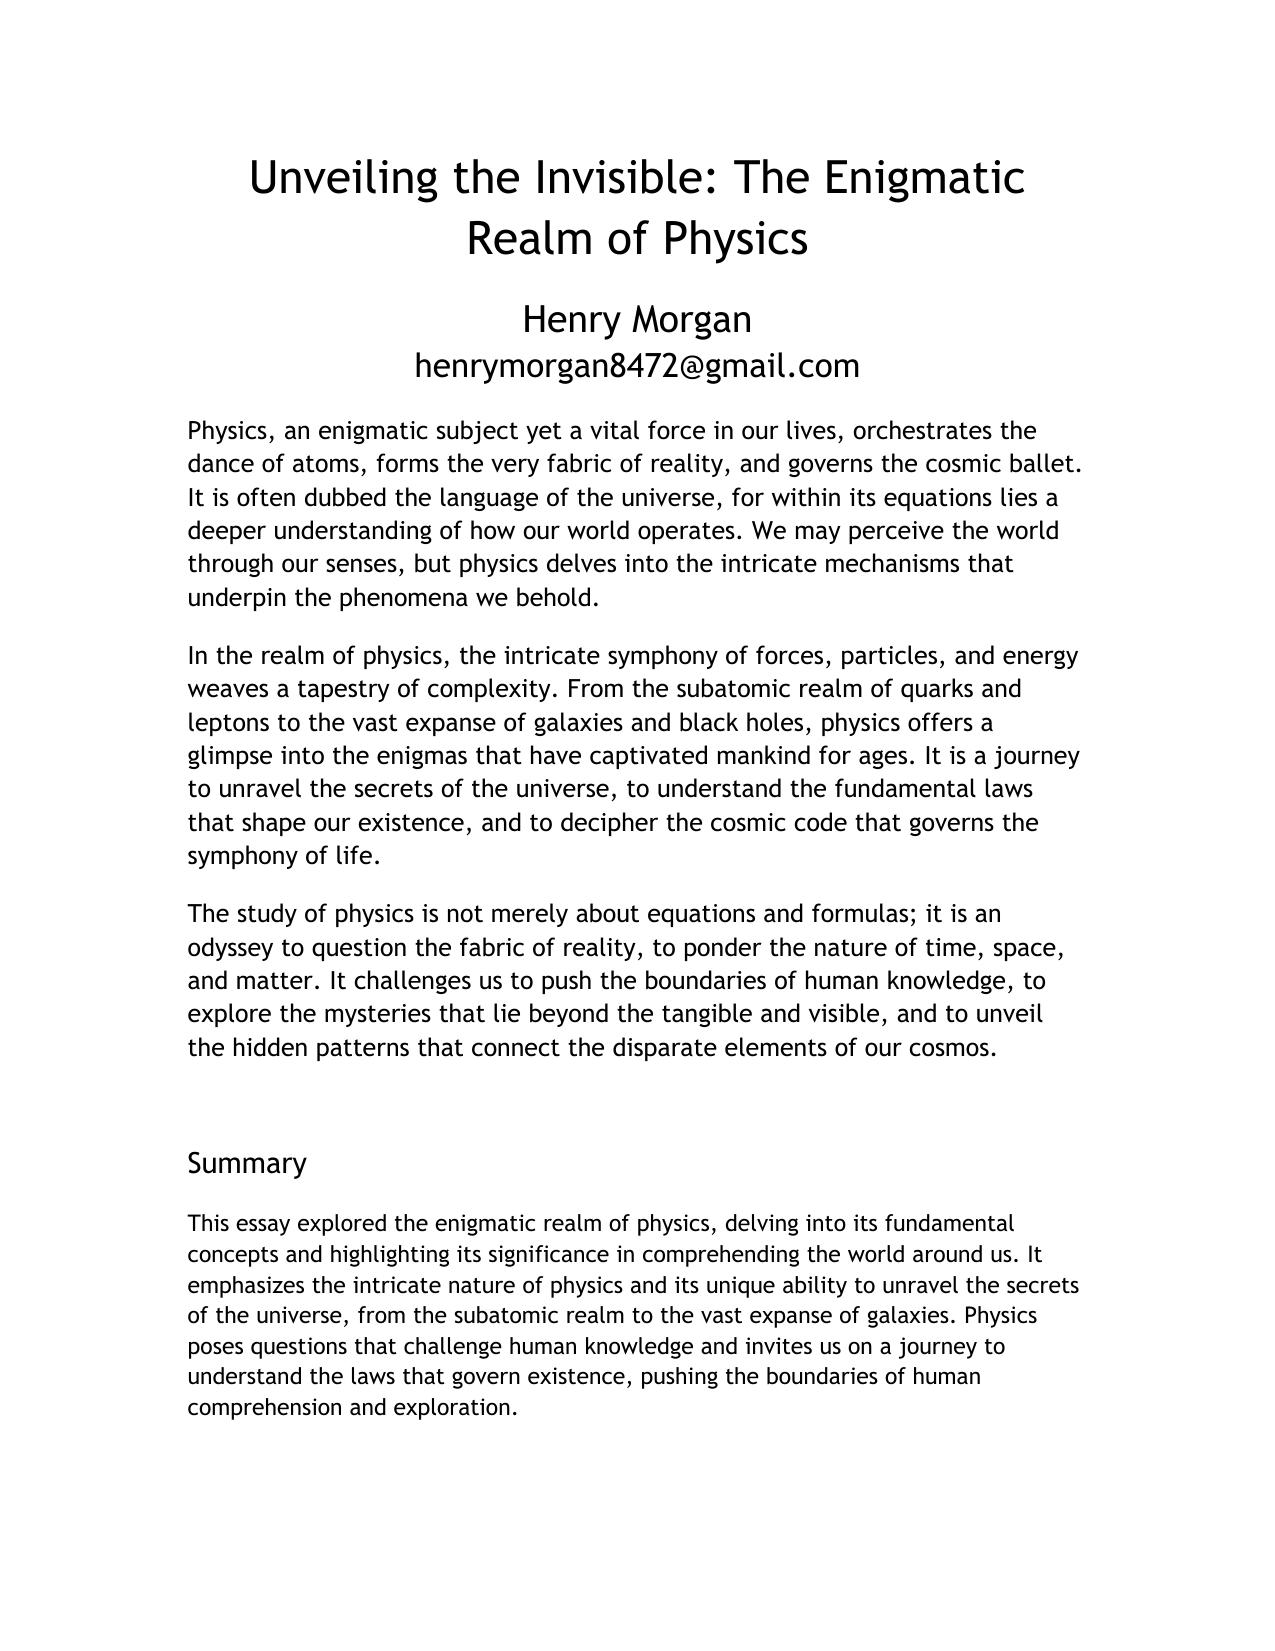 Unveiling the Invisible: The Enigmatic
Realm of Physics
Henry Morgan
henrymorgan8472@gmail.com
Physics, an enigmatic subject yet a vital force in our lives, orchestrates the
dance of atoms, forms the very fabric of reality, and governs the cosmic ballet.
It is often dubbed the language of the universe, for within its equations lies a
deeper understanding of how our world operates. We may perceive the world
through our senses, but physics delves into the intricate mechanisms that
underpin the phenomena we behold.
In the realm of physics, the intricate symphony of forces, particles, and energy
weaves a tapestry of complexity. From the subatomic realm of quarks and
leptons to the vast expanse of galaxies and black holes, physics offers a
glimpse into the enigmas that have captivated mankind for ages. It is a journey
to unravel the secrets of the universe, to understand the fundamental laws
that shape our existence, and to decipher the cosmic code that governs the
symphony of life.
The study of physics is not merely about equations and formulas; it is an
odyssey to question the fabric of reality, to ponder the nature of time, space,
and matter. It challenges us to push the boundaries of human knowledge, to
explore the mysteries that lie beyond the tangible and visible, and to unveil
the hidden patterns that connect the disparate elements of our cosmos.
Summary
This essay explored the enigmatic realm of physics, delving into its fundamental
concepts and highlighting its significance in comprehending the world around us. It
emphasizes the intricate nature of physics and its unique ability to unravel the secrets
of the universe, from the subatomic realm to the vast expanse of galaxies. Physics
poses questions that challenge human knowledge and invites us on a journey to
understand the laws that govern existence, pushing the boundaries of human
comprehension and exploration.